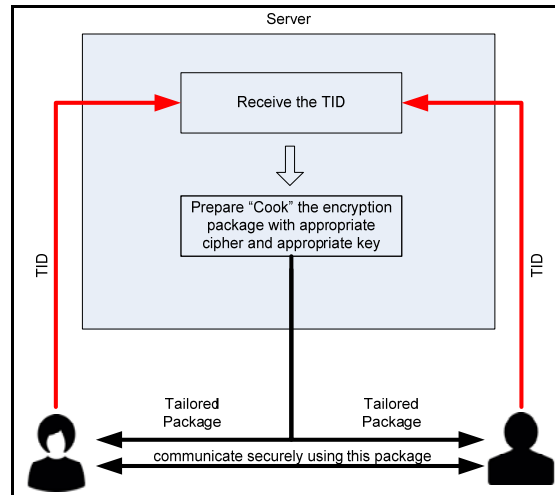 Server
Receive the TID
Prepare “Cook” the encryption
package with appropriate
cipher and appropriate key
TID
TID
Tailored
Package
Tailored
Package
communicate securely using this package